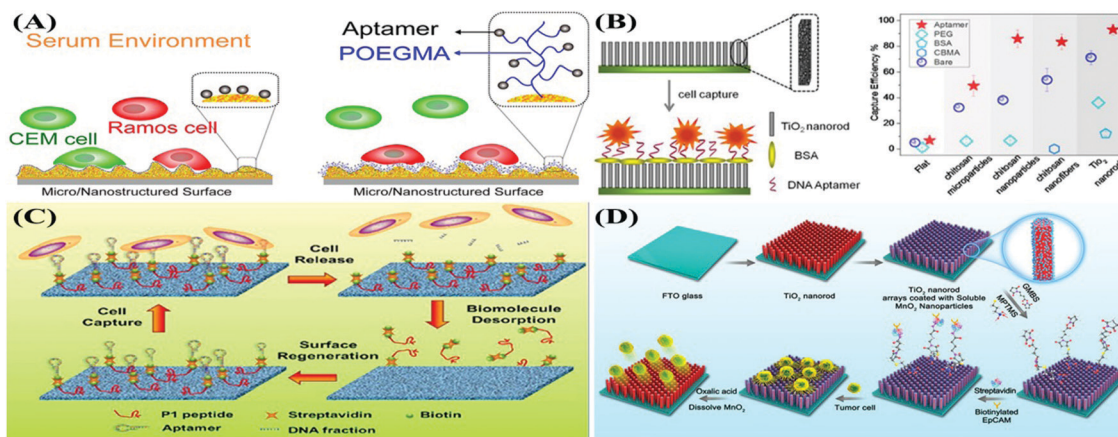 (A)
Serum Environment
CEM cell
Ramos cell
Micro/Nanostructured Surface
Aptamer
POEGMA
Micro/Nanostructured Surface
(B)
cell capture
TiO₂ nanorod
BSA
DNA Aptamer
Capture Efficiency %
100
80
60
40
20
0
Aptamer
PEG
BSA
CBMA
Bare
Flat
chitosan
microparticles
chitosan
nanoparticles
chitosan
nanofibers
TiO₂
nanorod
(C)
Cell
Release
Cell
Capture
Biomolecule
Desorption
Surface
Regeneration
P1 peptide
Streptavidin
Biotin
Aptamer
DNA fraction
(D)
FTO glass
TiO₂ nanorod
TiO₂ nanorod
arrays coated with Soluble
MnO₂ Nanoparticles
GMBS
MPTMS
Oxalic acid
Dissolve MnO₂
Tumor cell
Streptavidin
Biotinylated
EpCAM